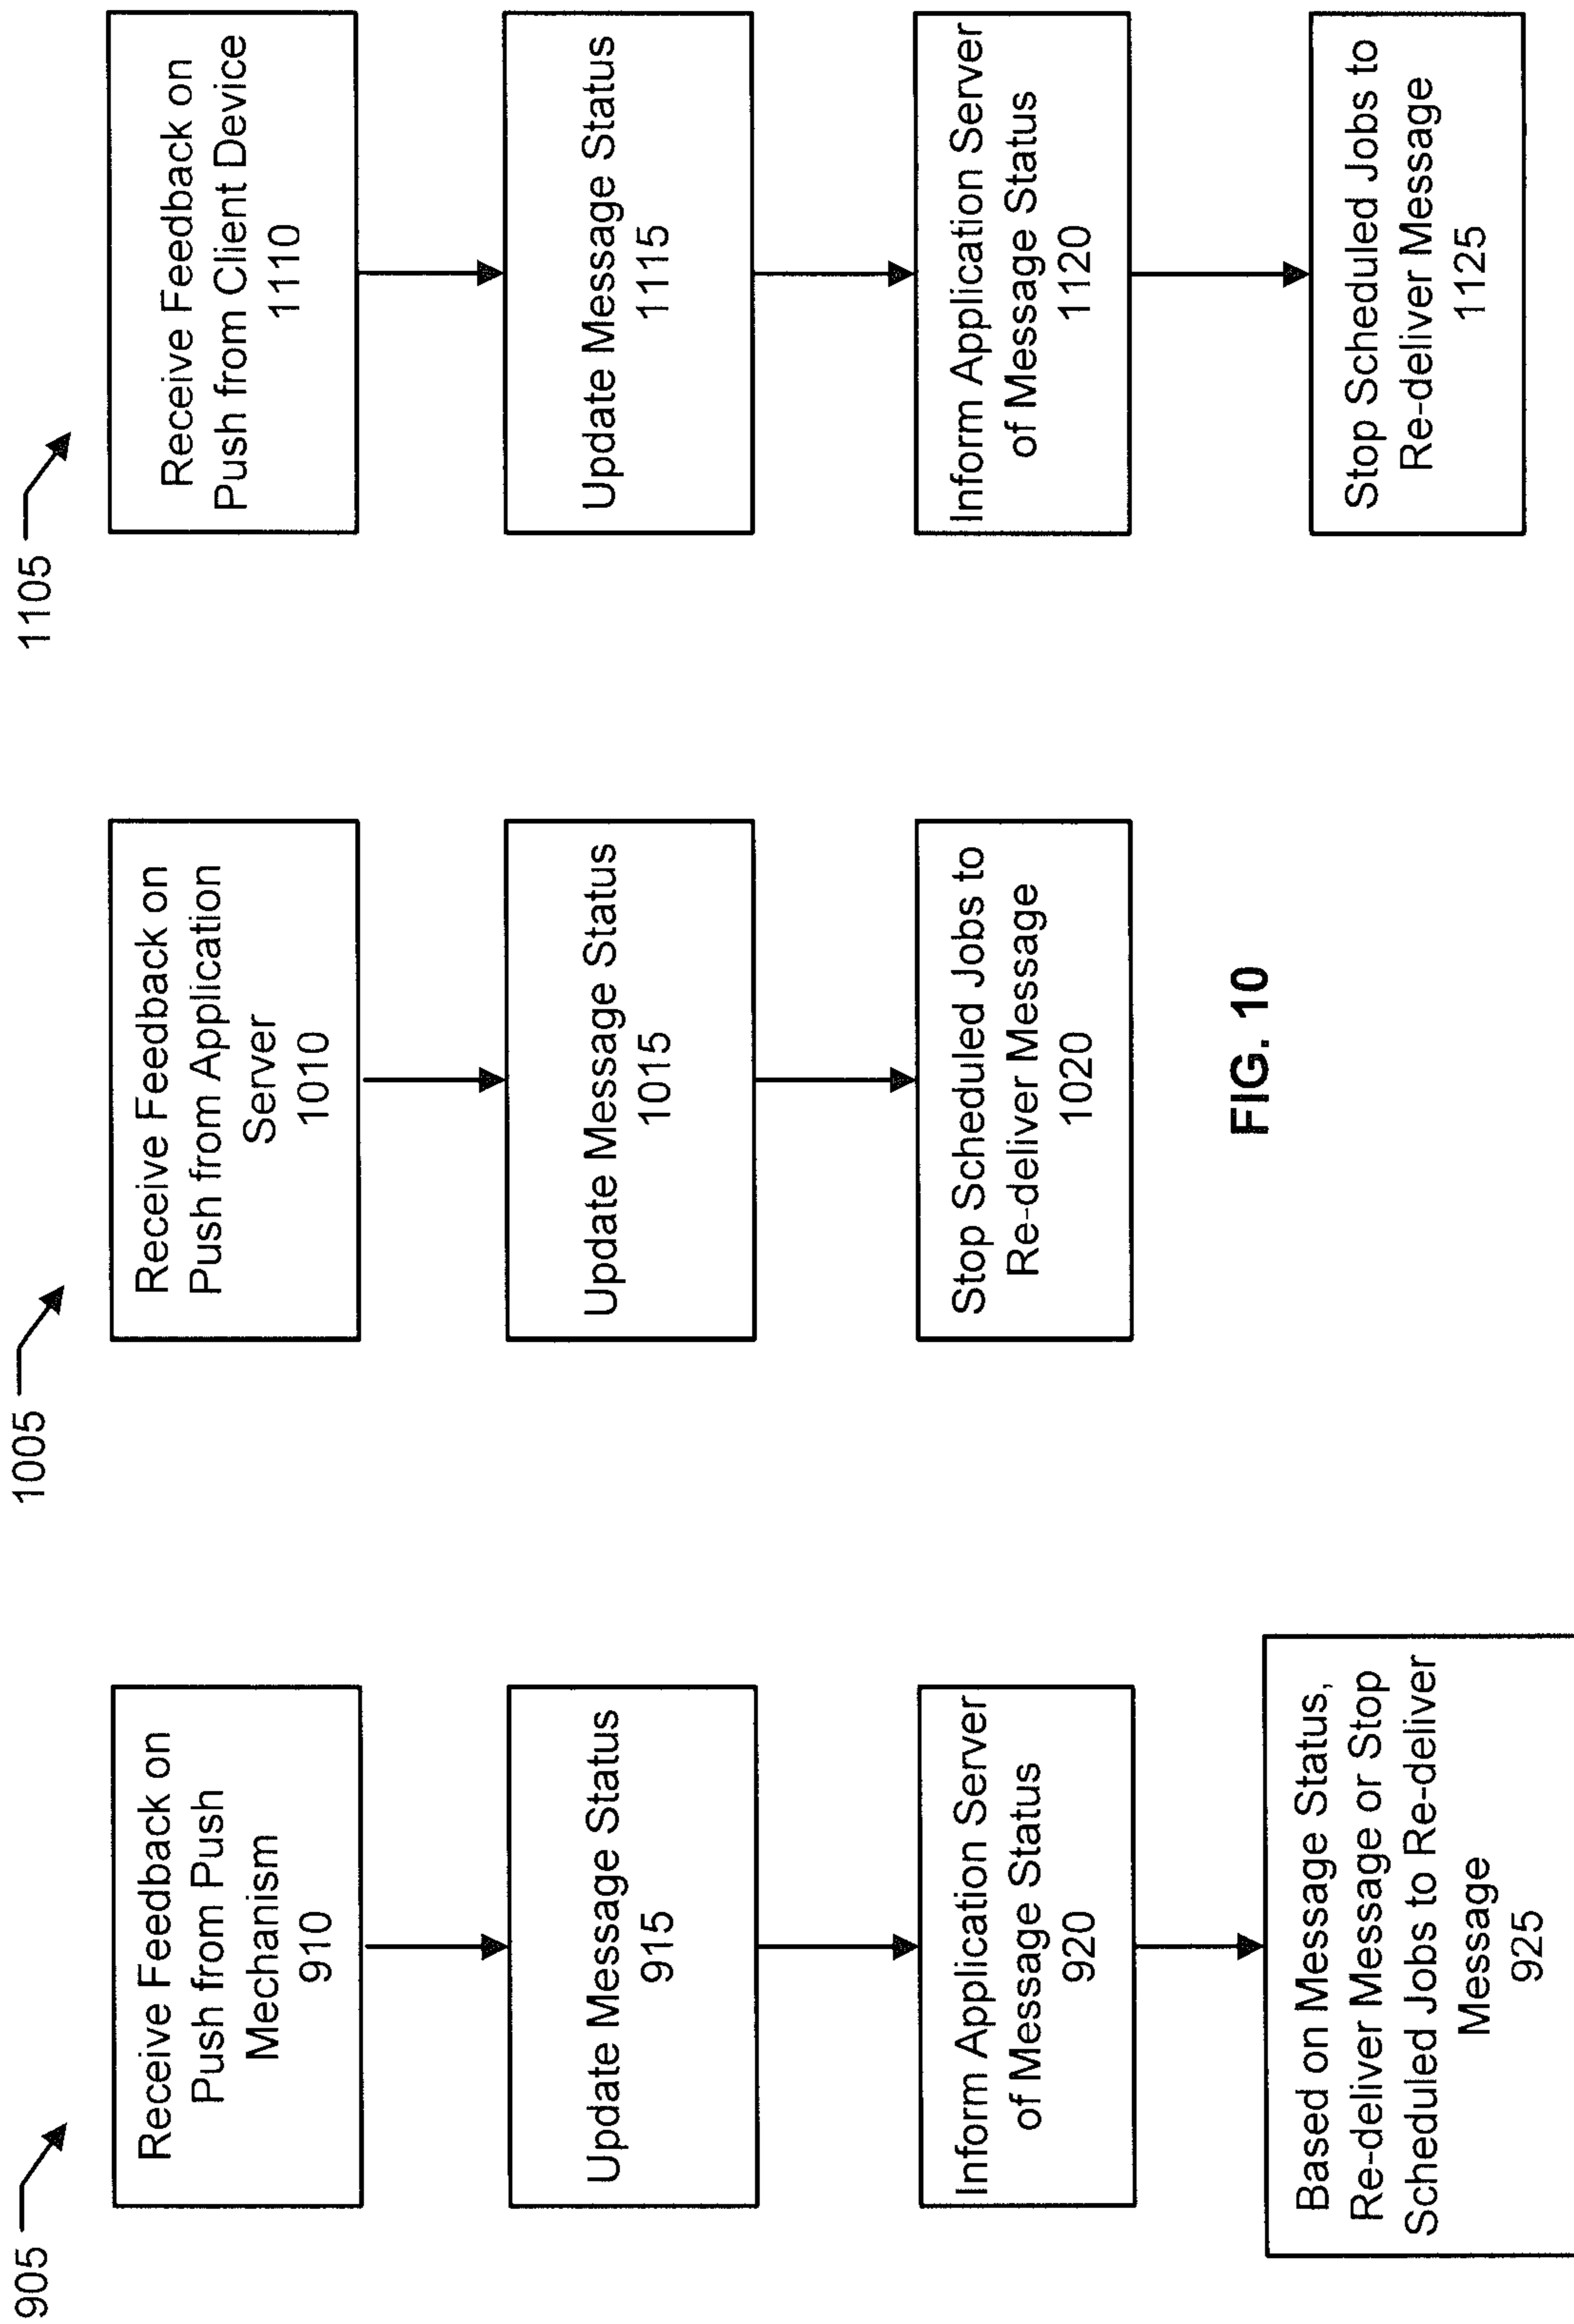 905
Receive Feedback on
Push from Push
Mechanism
910
Update Message Status
915
Inform Application Server
of Message Status
920
Based on Message Status,
Re-deliver Message or Stop
Scheduled Jobs to Re-deliver
Message
925
1005
Receive Feedback on
Push from Application
Server
1010
Update Message Status
1015
Stop Scheduled Jobs to
Re-deliver Message
1020
FIG. 10
1105
Receive Feedback on
Push from Client Device
1110
Update Message Status
1115
Inform Application Server
of Message Status
1120
Stop Scheduled Jobs to
Re-deliver Message
1125